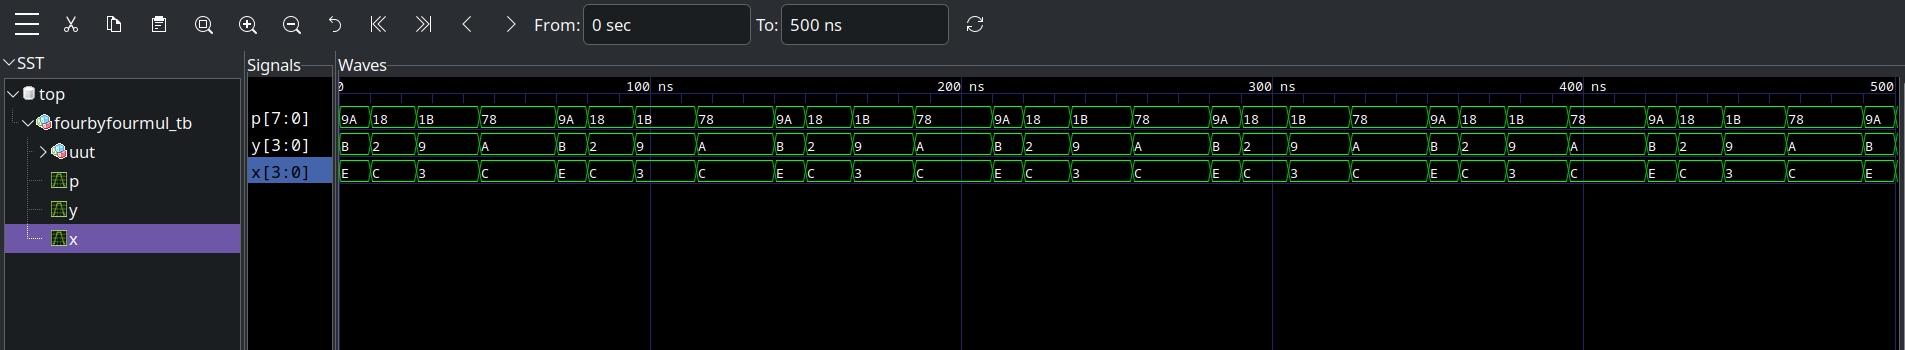 From: 0 sec To: 500 ns
SST
Signals
Waves
top
fourbyfourmul_tb
uut
p
y
x
0 100 ns 200 ns 300 ns 400 ns 500
p[7:0] 9A 18 1B 78 9A 18 1B 78 9A 18 1B 78 9A 18 1B 78 9A 18 1B 78 9A 18 1B 78 9A 18 1B 78 9A
y[3:0] B 2 9 A B 2 9 A B 2 9 A B 2 9 A B 2 9 A B 2 9 A B 2 9 A B
x[3:0] E C 3 C E C 3 C E C 3 C E C 3 C E C 3 C E C 3 C E C 3 C E